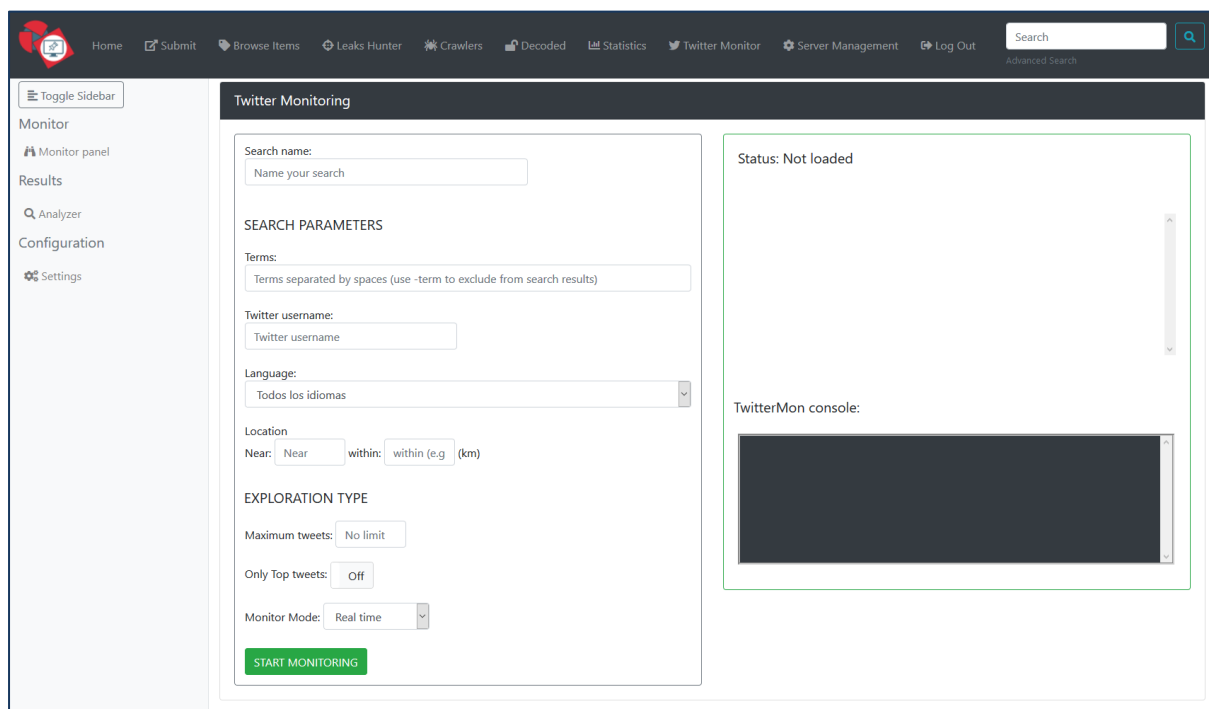 Home Submit Browse Items Leaks Hunter Crawlers Decoded Statistics Twitter Monitor Server Management Log Out Search
Advanced Search
Toggle Sidebar
Monitor
Monitor panel
Results
Analyzer
Configuration
Settings
Twitter Monitoring
Search name:
Name your search
SEARCH PARAMETERS
Terms:
Terms separated by spaces (use -term to exclude from search results)
Twitter username:
Twitter username
Language:
Todos los idiomas
Location
Near: Near within: within (e.g (km)
EXPLORATION TYPE
Maximum tweets: No limit
Only Top tweets: Off
Monitor Mode: Real time
START MONITORING
Status: Not loaded
TwitterMon console: